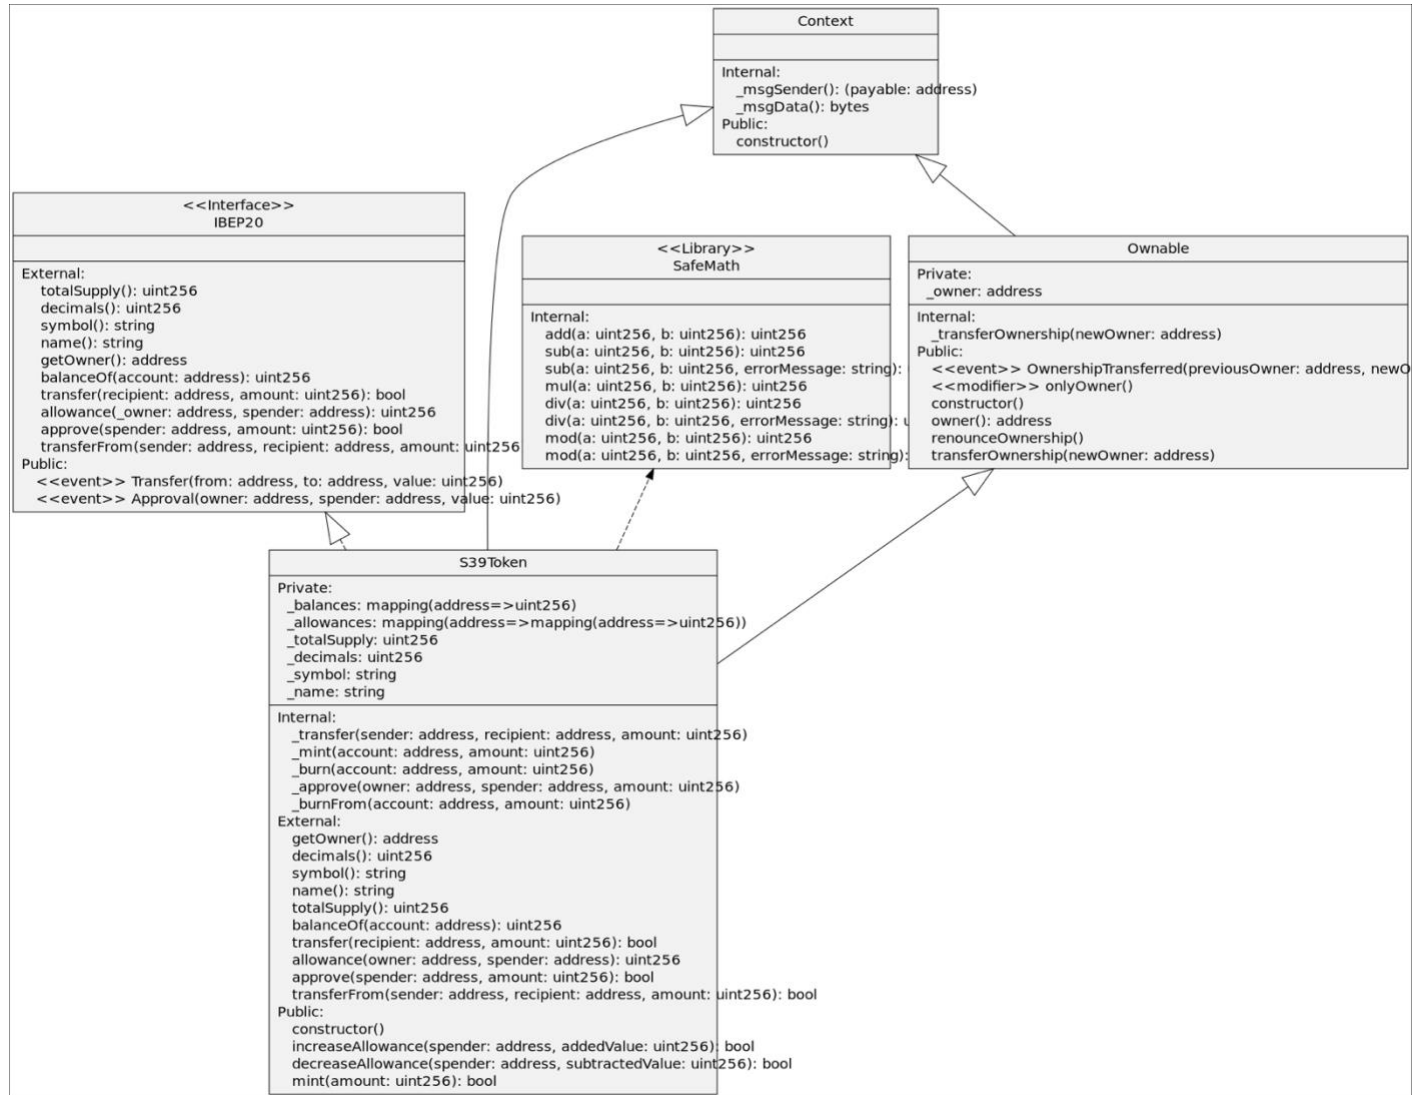 Context
Internal:
_msgSender(): (payable: address)
_msgData(): bytes
Public:
constructor()
<<Interface>>
IBEP20
External:
totalSupply(): uint256
decimals(): uint256
symbol(): string
name(): string
getOwner(): address
balanceOf(account: address): uint256
transfer(recipient: address, amount: uint256): bool
allowance(_owner: address, spender: address): uint256
approve(spender: address, amount: uint256): bool
transferFrom(sender: address, recipient: address, amount: uint256
Public:
<<event>> Transfer(from: address, to: address, value: uint256)
<<event>> Approval(owner: address, spender: address, value: uint256)
<<Library>>
SafeMath
Internal:
add(a: uint256, b: uint256): uint256
sub(a: uint256, b: uint256): uint256
sub(a: uint256, b: uint256, errorMessage: string):
mul(a: uint256, b: uint256): uint256
div(a: uint256, b: uint256): uint256
div(a: uint256, b: uint256, errorMessage: string):
mod(a: uint256, b: uint256): uint256
mod(a: uint256, b: uint256, errorMessage: string):
Ownable
Private:
_owner: address
Internal:
_transferOwnership(newOwner: address)
Public:
<<event>> OwnershipTransferred(previousOwner: address, newO
<<modifier>> onlyOwner()
constructor()
owner(): address
renounceOwnership()
transferOwnership(newOwner: address)
S39Token
Private:
_balances: mapping(address=>uint256)
_allowances: mapping(address=>mapping(address=>uint256))
_totalSupply: uint256
_decimals: uint256
_symbol: string
_name: string
Internal:
_transfer(sender: address, recipient: address, amount: uint256)
_mint(account: address, amount: uint256)
_burn(account: address, amount: uint256)
_approve(owner: address, spender: address, amount: uint256)
_burnFrom(account: address, amount: uint256)
External:
getOwner(): address
decimals(): uint256
symbol(): string
name(): string
totalSupply(): uint256
balanceOf(account: address): uint256
transfer(recipient: address, amount: uint256): bool
allowance(owner: address, spender: address): uint256
approve(spender: address, amount: uint256): bool
transferFrom(sender: address, recipient: address, amount: uint256): bool
Public:
constructor()
increaseAllowance(spender: address, addedValue: uint256): bool
decreaseAllowance(spender: address, subtractedValue: uint256): bool
mint(amount: uint256): bool